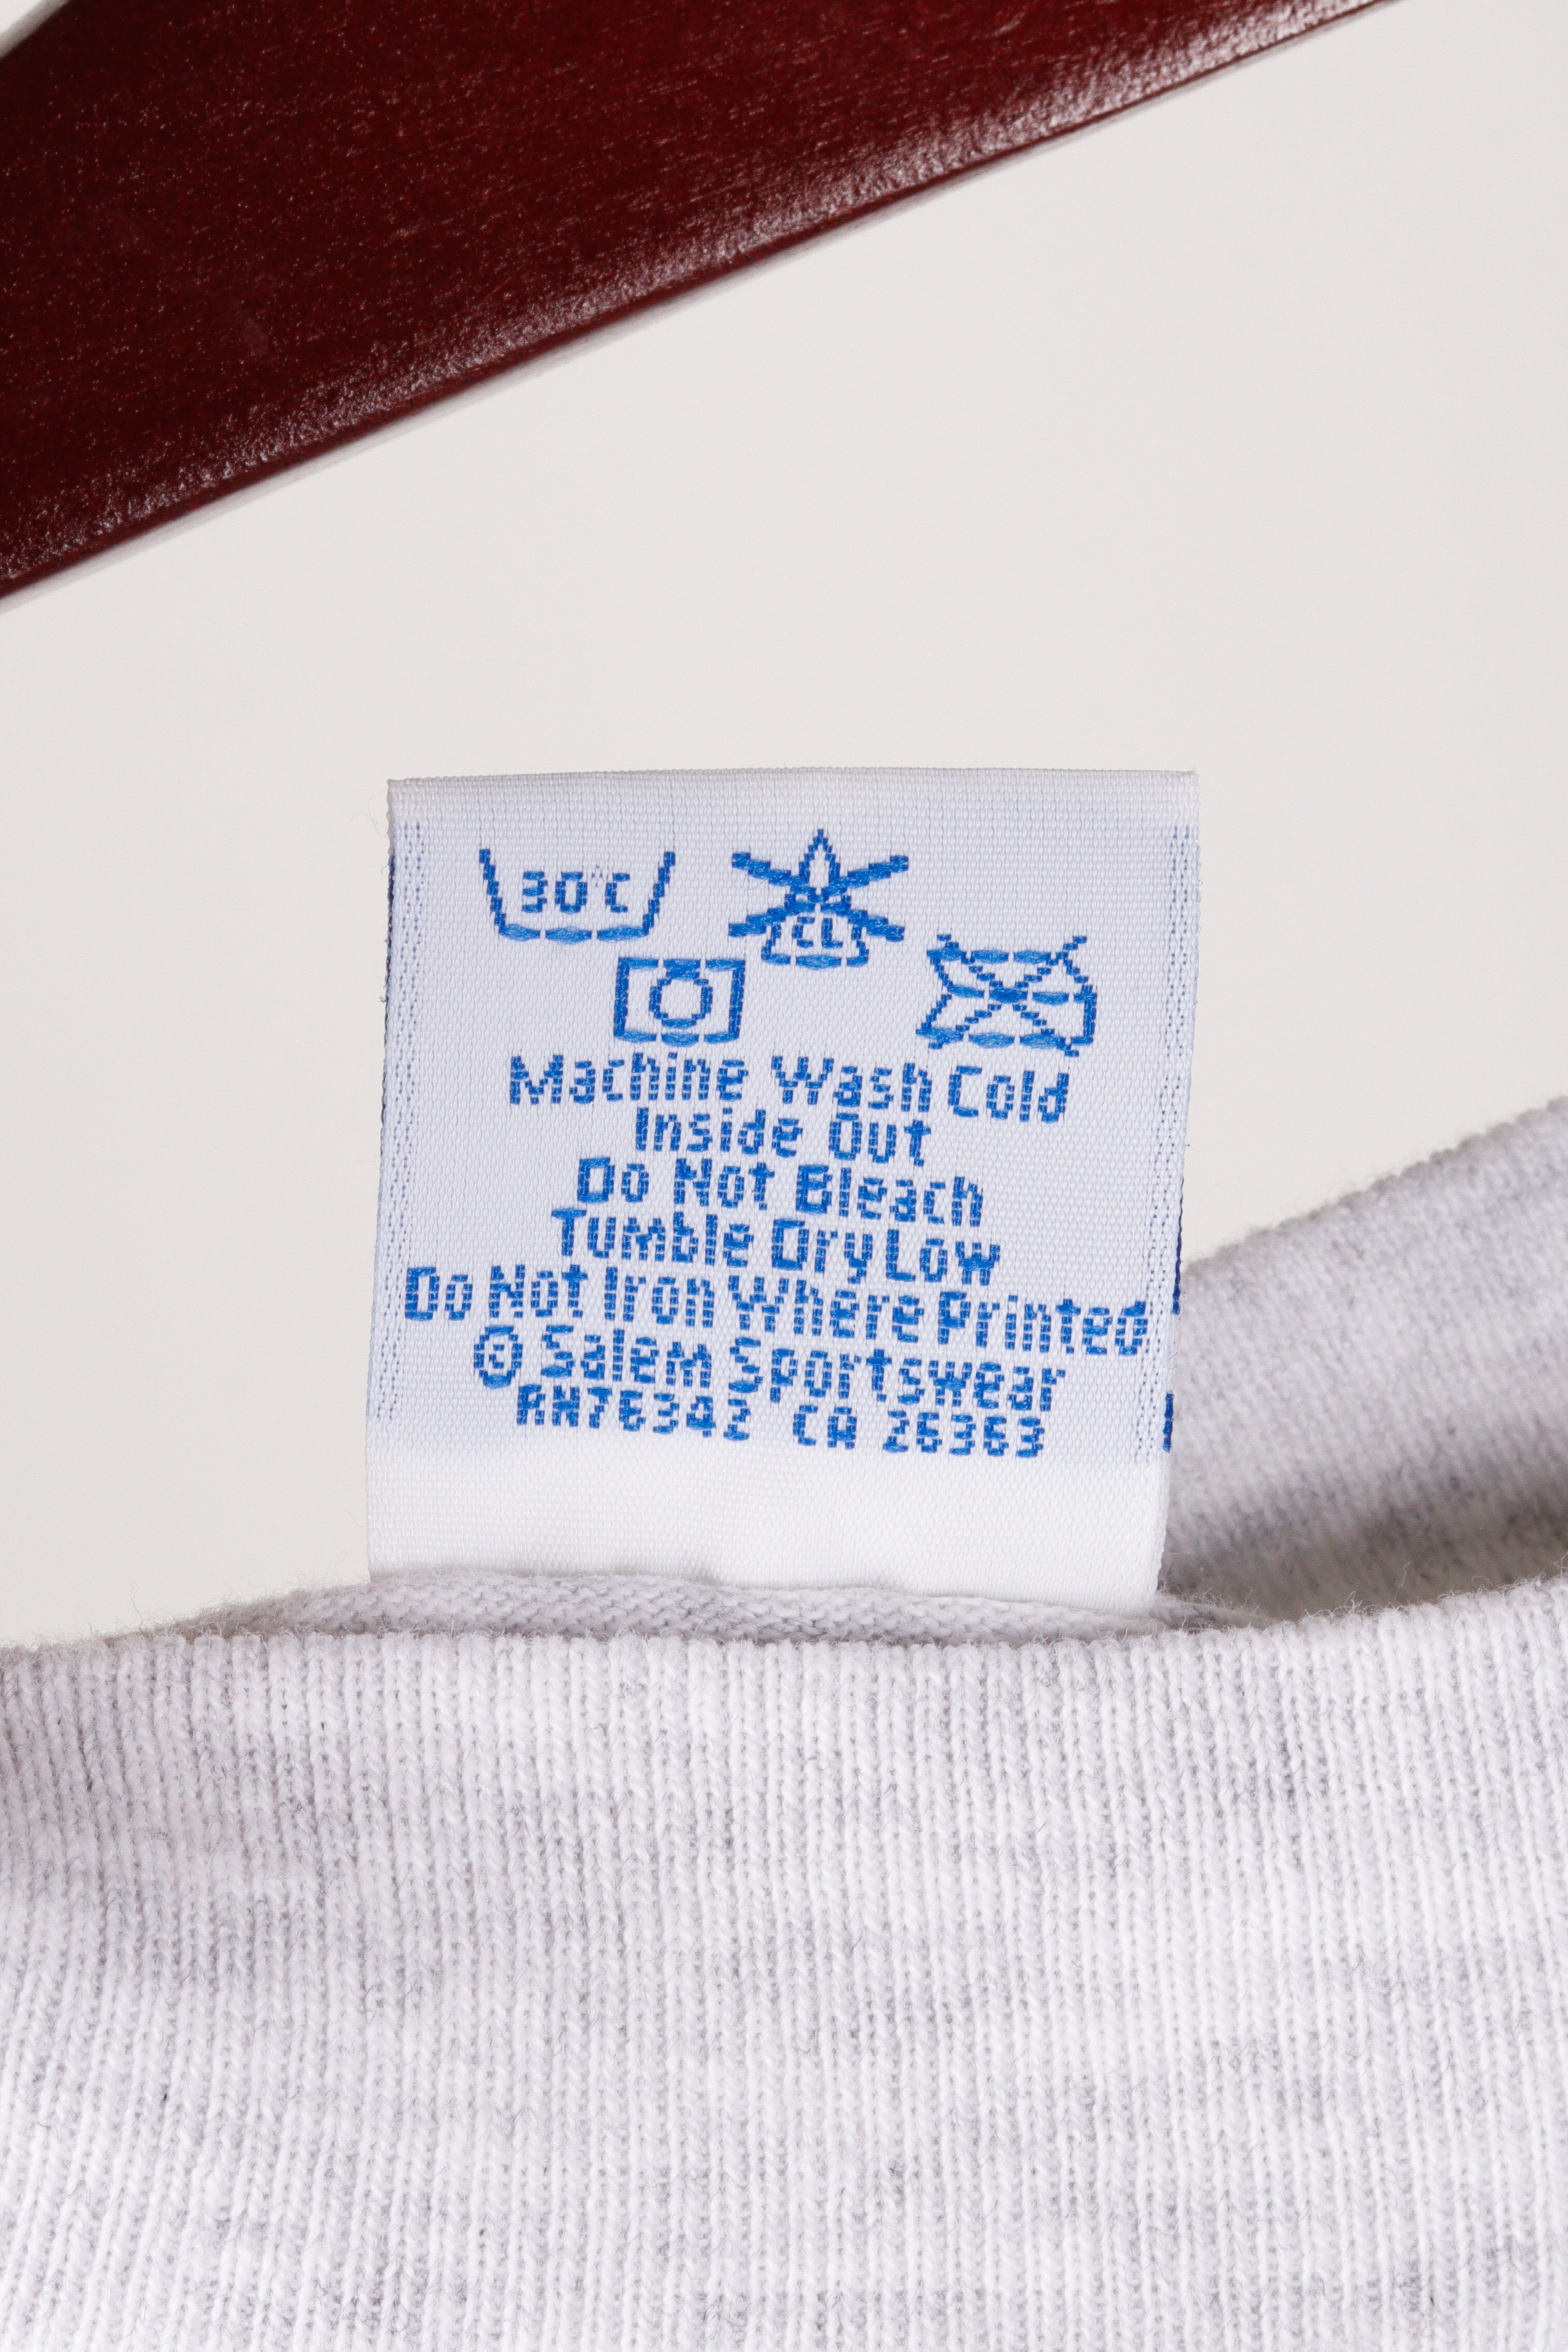 30°C
CL
Machine Wash Cold
Inside Out
Do Not Bleach
Tumble Dry Low
Do Not Iron Where Printed
© Salem Sportswear
RN76342 CA 26363